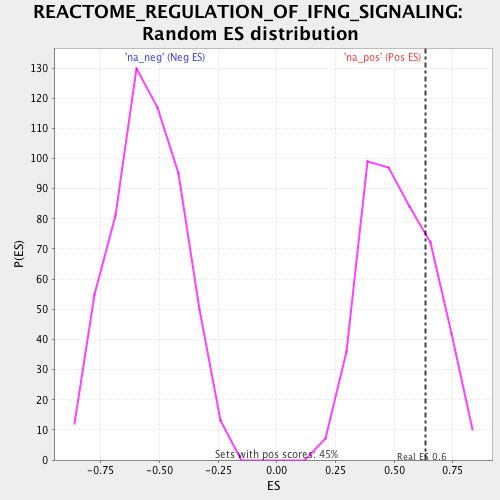 REACTOME_REGULATION_OF_IFNG_SIGNALING:
Random ES distribution
'na_neg' (Neg ES)
'na_pos' (Pos ES)
130
120
110
100
90
80
70
60
50
40
30
20
10
0
P(ES)
Sets with pos scores: 45%
Real ES 0.6
-0.75 -0.50 -0.25 0.00 0.25 0.50 0.75
ES